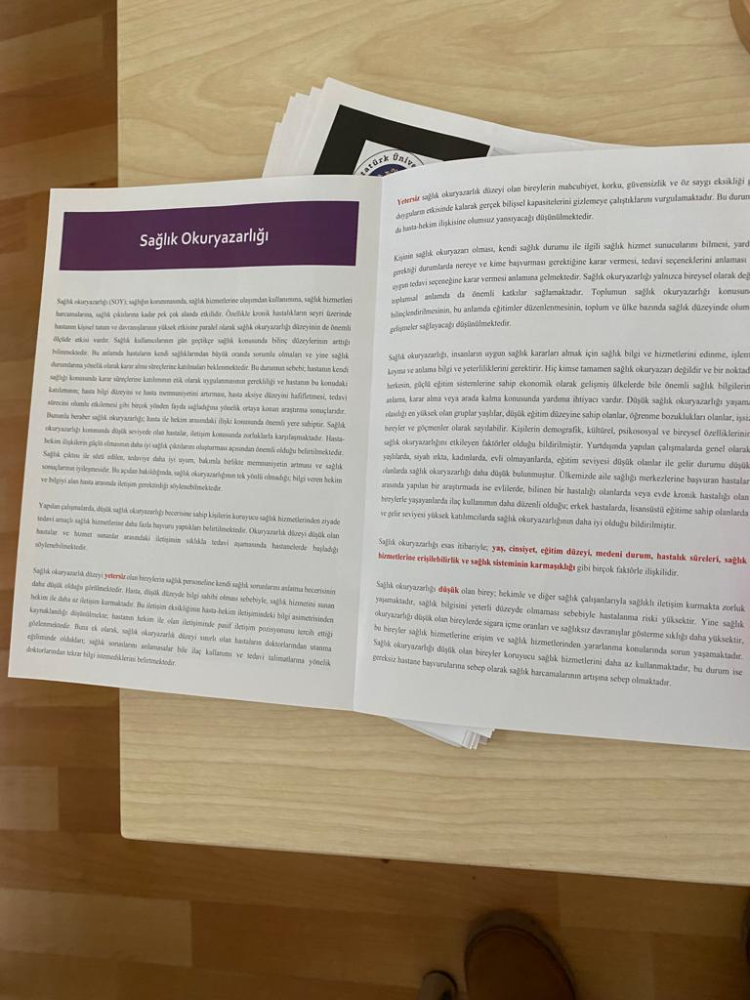 atürk Ünive
Sağlık Okuryazarlığı
Sağlık okuryazarlığı (SOY); sağlığın korunmasında, sağlık hizmetlerine ulaşımdan kullanımına, sağlık hizmetleri
harcamalarına, sağlık çıktılarına kadar pek çok alanda etkilidir. Özellikle kronik hastalıkların seyri üzerinde
hastanın kişisel tutum ve davranışlarının yüksek etkisine paralel olarak sağlık okuryazarlığı düzeyinin de önemli
ölçüde etkisi vardır. Sağlık kullanıcılarının gün geçtikçe sağlık konusunda bilinç düzeylerinin arttığı
bilinmektedir. Bu anlamda hastaların kendi sağlıklarından büyük oranda sorumlu olmaları ve yine sağlık
durumlarına yönelik olarak karar alma süreçlerine katılmaları beklenmektedir. Bu durumun sebebi; hastanın kendi
sağlığı konusunda karar süreçlerine katılımının etik olarak uygulanmasının gerekliliği ve hastanın bu konudaki
katılımının; hasta bilgi düzeyini ve hasta memnuniyetini artırması, hasta aksiye düzeyini hafifletmesi, tedavi
sürecini olumlu etkilemesi gibi birçok yönden fayda sağladığına yönelik ortaya konan araştırma sonuçlarıdır.
Bununla beraber sağlık okuryazarlığı; hasta ile hekim arasındaki ilişki konusunda önemli yere sahiptir. Sağlık
okuryazarlığı konusunda düşük seviyede olan hastalar, iletişim konusunda zorluklarla karşılaşmaktadır. Hasta-
hekim ilişkilerin güçlü olmasının daha iyi sağlık çıktılarını oluşturması açısından önemli olduğu belirtilmektedir.
Sağlık çıktısı ile sözü edilen, tedaviye daha iyi uyum, bakımla birlikte memnuniyetin artması ve sağlık
sonuçlarının iyileşmesidir. Bu açıdan bakıldığında, sağlık okuryazarlığının tek yönlü olmadığı; bilgi veren hekim
ve bilgiyi alan hasta arasında iletişim gerektirdiği söylenebilmektedir.
Yapılan çalışmalarda, düşük sağlık okuryazarlığı becerisine sahip kişilerin koruyucu sağlık hizmetlerinden ziyade
tedavi amaçlı sağlık hizmetlerine daha fazla başvuru yaptıkları belirtilmektedir. Okuryazarlık düzeyi düşük olan
hastalar ve hizmet sunanlar arasındaki iletişimin sıklıkla tedavi aşamasında hastanelerde başladığı
söylenebilmektedir.
Sağlık okuryazarlık düzeyi yetersiz olan bireylerin sağlık personeline kendi sağlık sorunlarını anlatma becerisinin
daha düşük olduğu görülmektedir. Hasta, düşük düzeyde bilgi sahibi olması sebebiyle, sağlık hizmetini sunan
hekim ile daha az iletişim kurmaktadır. Bu iletişim eksikliğinin hasta-hekim iletişimindeki bilgi asimetrisinden
kaynaklandığı düşünülmekte; hastanın hekim ile olan iletişiminde pasif iletişim pozisyonunu tercih ettiği
gözlenmektedir. Buna ek olarak, sağlık okuryazarlık düzeyi sınırlı olan hastaların doktorlarından utanma
eğiliminde oldukları; sağlık sorunlarını anlamasalar bile ilaç kullanımı ve tedavi talimatlarına yönelik
doktorlarından tekrar bilgi istemediklerini belirtmektedir.
Yetersiz sağlık okuryazarlık düzeyi olan bireylerin mahcubiyet, korku, güvensizlik ve öz saygı eksikliği
duyguların etkisinde kalarak gerçek bilişsel kapasitelerini gizlemeye çalıştıklarını vurgulamaktadır. Bu durun
da hasta-hekim ilişkisine olumsuz yansıyacağı düşünülmektedir.
Kişinin sağlık okuryazarı olması, kendi sağlık durumu ile ilgili sağlık hizmet sunucularını bilmesi, yard
gerektiği durumlarda nereye ve kime başvurması gerektiğine karar vermesi, tedavi seçeneklerini anlaması
uygun tedavi seçeneğine karar vermesi anlamına gelmektedir. Sağlık okuryazarlığı yalnızca bireysel olarak değ
toplumsal anlamda da önemli katkılar sağlamaktadır. Toplumun sağlık okuryazarlığı konusun
bilinçlendirilmesinin, bu anlamda eğitimler düzenlenmesinin, toplum ve ülke bazında sağlık düzeyinde olum
gelişmeler sağlayacağı düşünülmektedir.
Sağlık okuryazarlığı, insanların uygun sağlık kararları almak için sağlık bilgi ve hizmetlerini edinme, işlem
koyma ve anlama bilgi ve yeterliliklerini gerektirir. Hiç kimse tamamen sağlık okuryazarı değildir ve bir noktad
herkesin, güçlü eğitim sistemlerine sahip ekonomik olarak gelişmiş ülkelerde bile önemli sağlık bilgilerin
anlama, karar alma veya arada kalma konusunda yardıma ihtiyacı vardır. Düşük sağlık okuryazarlığı yaşama
olasılığı en yüksek olan gruplar yaşlılar, düşük eğitim düzeyine sahip olanlar, öğrenme bozuklukları olanlar, işsiz
bireyler ve göçmenler olarak sayılabilir. Kişilerin demografik, kültürel, psikososyal ve bireysel özelliklerinin
sağlık okuryazarlığını etkileyen faktörler olduğu bildirilmiştir. Yurtdışında yapılan çalışmalarda genel olarak
yaşlılarda, siyah ırkta, kadınlarda, evli olmayanlarda, eğitim seviyesi düşük olanlar ile gelir durumu düşük
olanlarda sağlık okuryazarlığı daha düşük bulunmuştur. Ülkemizde aile sağlığı merkezlerine başvuran hastalar
arasında yapılan bir araştırmada ise evlilerde, bilinen bir hastalığı olanlarda veya evde kronik hastalığı olan
bireylerle yaşayanlarda ilaç kullanımın daha düzenli olduğu; erkek hastalarda, lisansüstü eğitime sahip olanlarda
ve gelir seviyesi yüksek katılımcılarda sağlık okuryazarlığının daha iyi olduğu bildirilmiştir.
Sağlık okuryazarlığı esas itibariyle; yaş, cinsiyet, eğitim düzeyi, medeni durum, hastalık süreleri, sağlık
hizmetlerine erişilebilirlik ve sağlık sisteminin karmaşıklığı gibi birçok faktörle ilişkilidir.
Sağlık okuryazarlığı düşük olan birey; hekimle ve diğer sağlık çalışanlarıyla sağlıklı iletişim kurmakta zorluk
yaşamaktadır, sağlık bilgisinin yeterli düzeyde olmaması sebebiyle hastalanma riski yüksektir. Yine sağlık
okuryazarlığı düşük olan bireylerde sigara içme oranları ve sağlıksız davranışlar gösterme sıklığı daha yüksektir,
bu bireyler sağlık hizmetlerine erişim ve sağlık hizmetlerinden yararlanma konularında sorun yaşamaktadır.
Sağlık okuryazarlığı düşük olan bireyler koruyucu sağlık hizmetlerini daha az kullanmaktadır, bu durum ise
gereksiz hastane başvurularına sebep olarak sağlık harcamalarının artışına sebep olmaktadır.